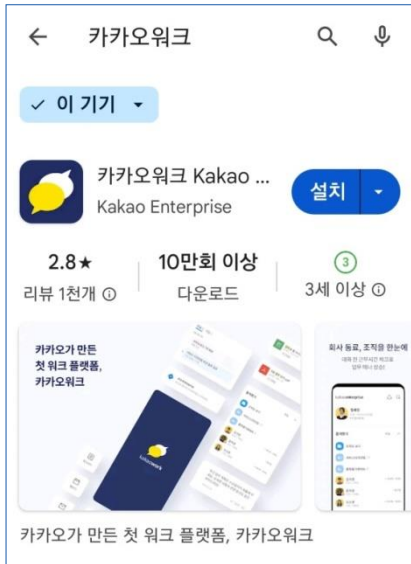 카카오워크
이 기기
카카오워크 Kakao ...
Kakao Enterprise
설치
2.8★
리뷰 1천개
10만회 이상
다운로드
3
3세 이상
카카오가 만든
첫 워크 플랫폼,
카카오워크
kakaowork
회사 동료, 조직을 한눈에
카카오가 만든 첫 워크 플랫폼, 카카오워크